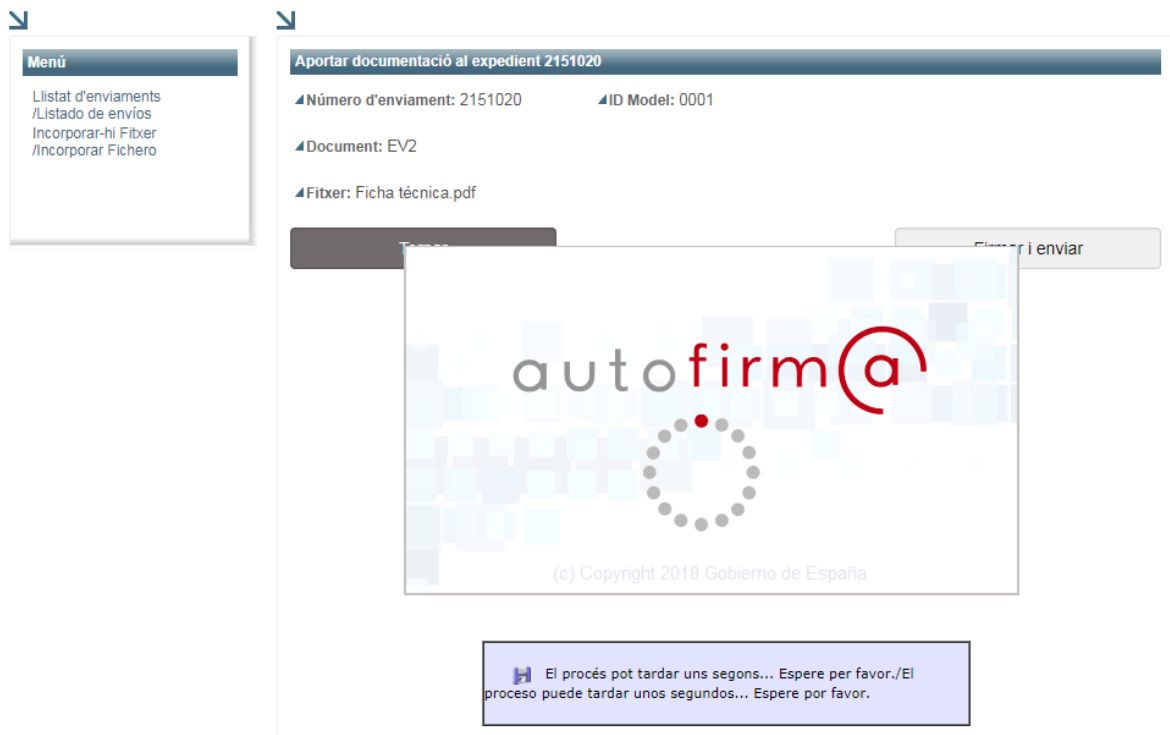 Menú
Llistat d'enviaments
/Listado de envíos
Incorporar-hi Fitxer
/Incorporar Fichero
Aportar documentació al expedient 2151020
Número d'enviament: 2151020 ID Model: 0001
Document: EV2
Fitxer: Ficha técnica.pdf
Firmar i enviar
autofirm@
(c) Copyright 2018 Gobierno de España
El procés pot tardar uns segons... Espere per favor./El
proceso puede tardar unos segundos... Espere por favor.